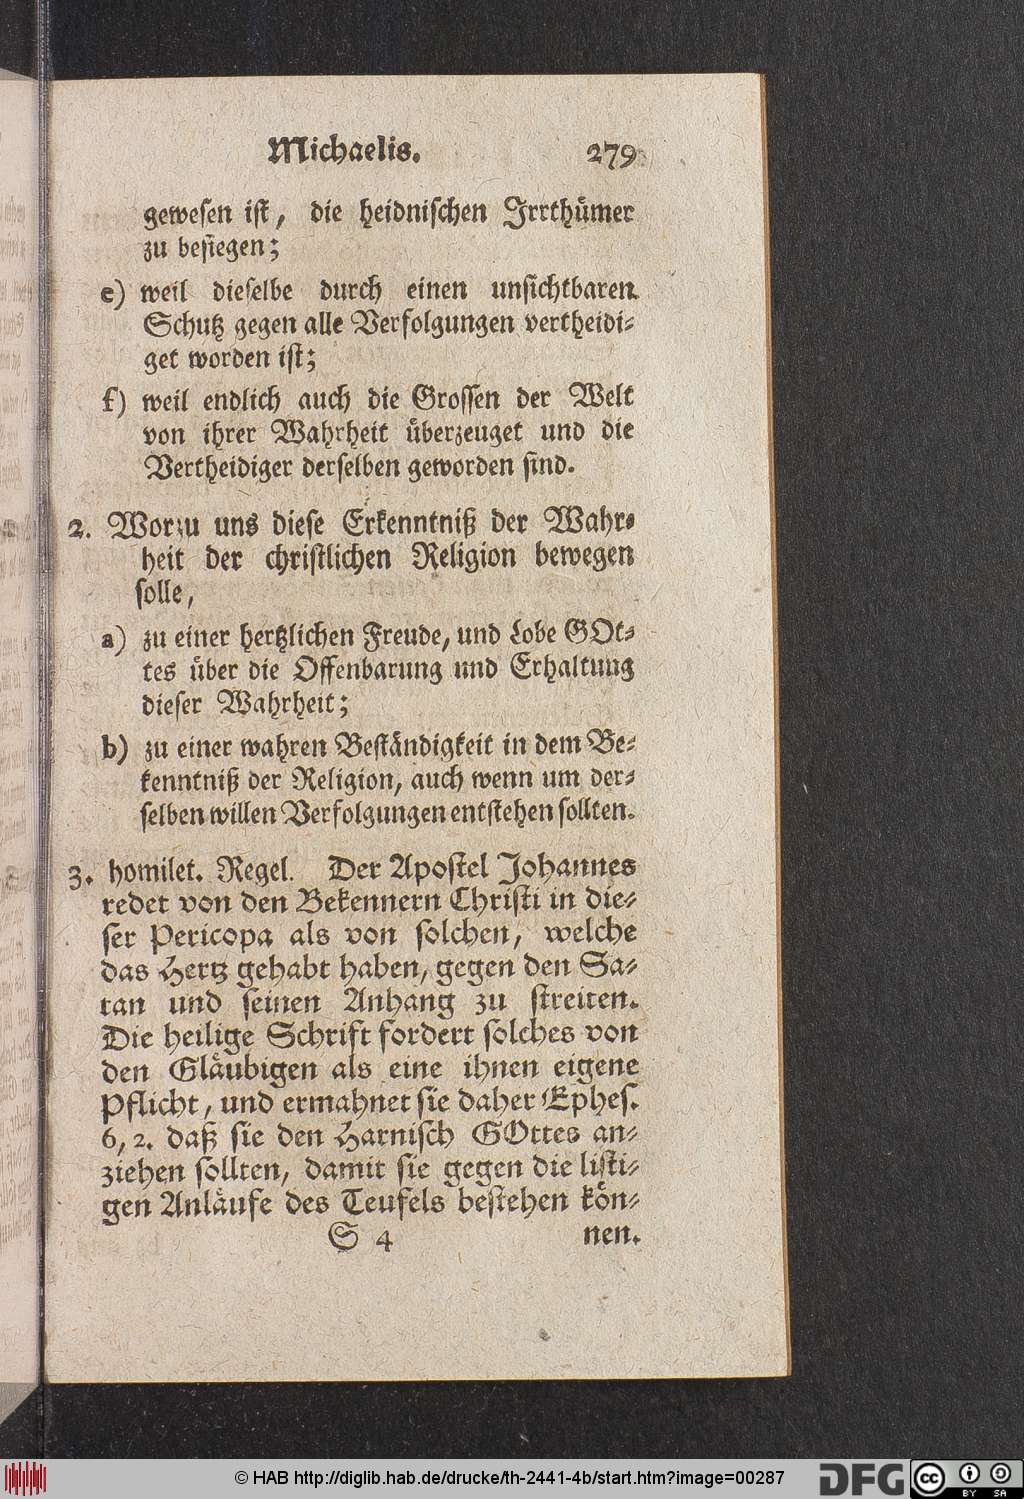 Michaelis. 279
gewesen ist, die heidnischen Irrthümer
zu besiegen;
e) weil dieselbe durch einen unsichtbaren
Schutz gegen alle Verfolgungen vertheidi-
get worden ist;
f) weil endlich auch die Grossen der Welt
von ihrer Wahrheit überzeuget und die
Vertheidiger derselben geworden sind.
2. Worzu uns diese Erkenntniß der Wahr-
heit der christlichen Religion bewegen
solle,
a) zu einer hertzlichen Freude, und Lobe GOt-
tes über die Offenbarung und Erhaltung
dieser Wahrheit;
b) zu einer wahren Beständigkeit in dem Be-
kenntniß der Religion, auch wenn um der-
selben willen Verfolgungen entstehen sollten.
3. homilet. Regel. Der Apostel Johannes
redet von den Bekennern Christi in die-
ser Pericopa als von solchen, welche
das Hertz gehabt haben, gegen den Sa-
tan und seinen Anhang zu streiten.
Die heilige Schrift fordert solches von
den Gläubigen als eine ihnen eigene
Pflicht, und ermahnet sie daher Ephes.
6, 2. daß sie den Harnisch GOttes an-
ziehen sollten, damit sie gegen die listi-
gen Anläufe des Teufels bestehen kön-
S 4 nen.
© HAB http://diglib.hab.de/drucke/th-2441-4b/start.htm?image=00287
DFG cc BY SA